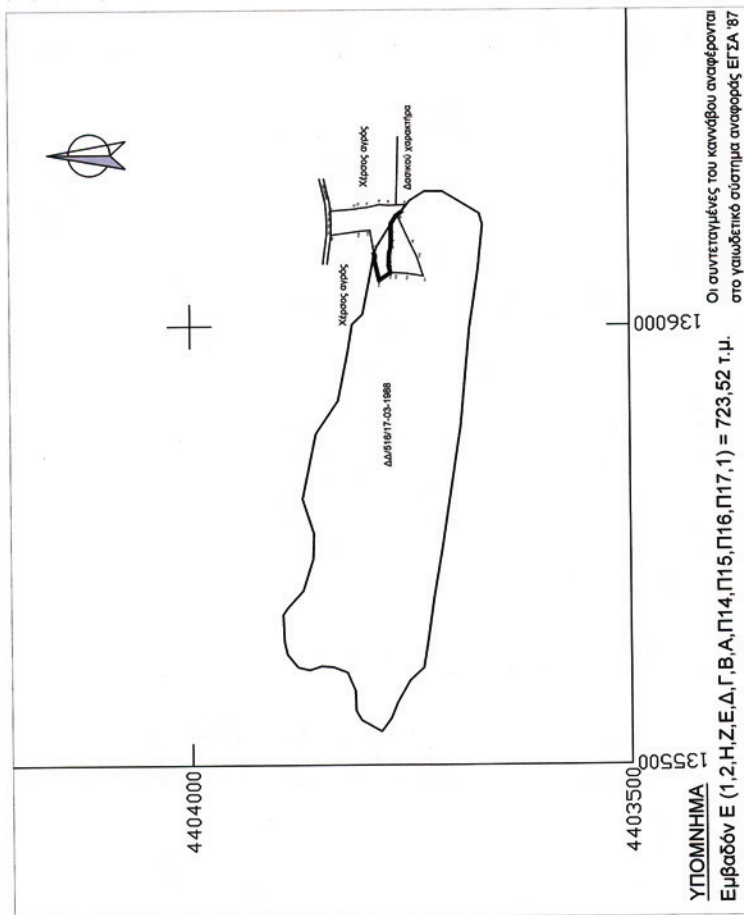 Χέρσος αγρός
Δασικού χαρακτήρα
Χέρσος αγρός
ΔΔ/516/17-03-1988
4404000
4403500
135500
136000
ΥΠΟΜΝΗΜΑ
Εμβαδόν Ε (1,2,Η,Ζ,Ε,Δ,Γ,Β,Α,Π14,Π15,Π16,Π17,1) = 723,52 τ.μ.
Οι συντεταγμένες του καννάβου αναφέρονται
στο γαιωδετικό σύστημα αναφοράς ΕΓΣΑ '87